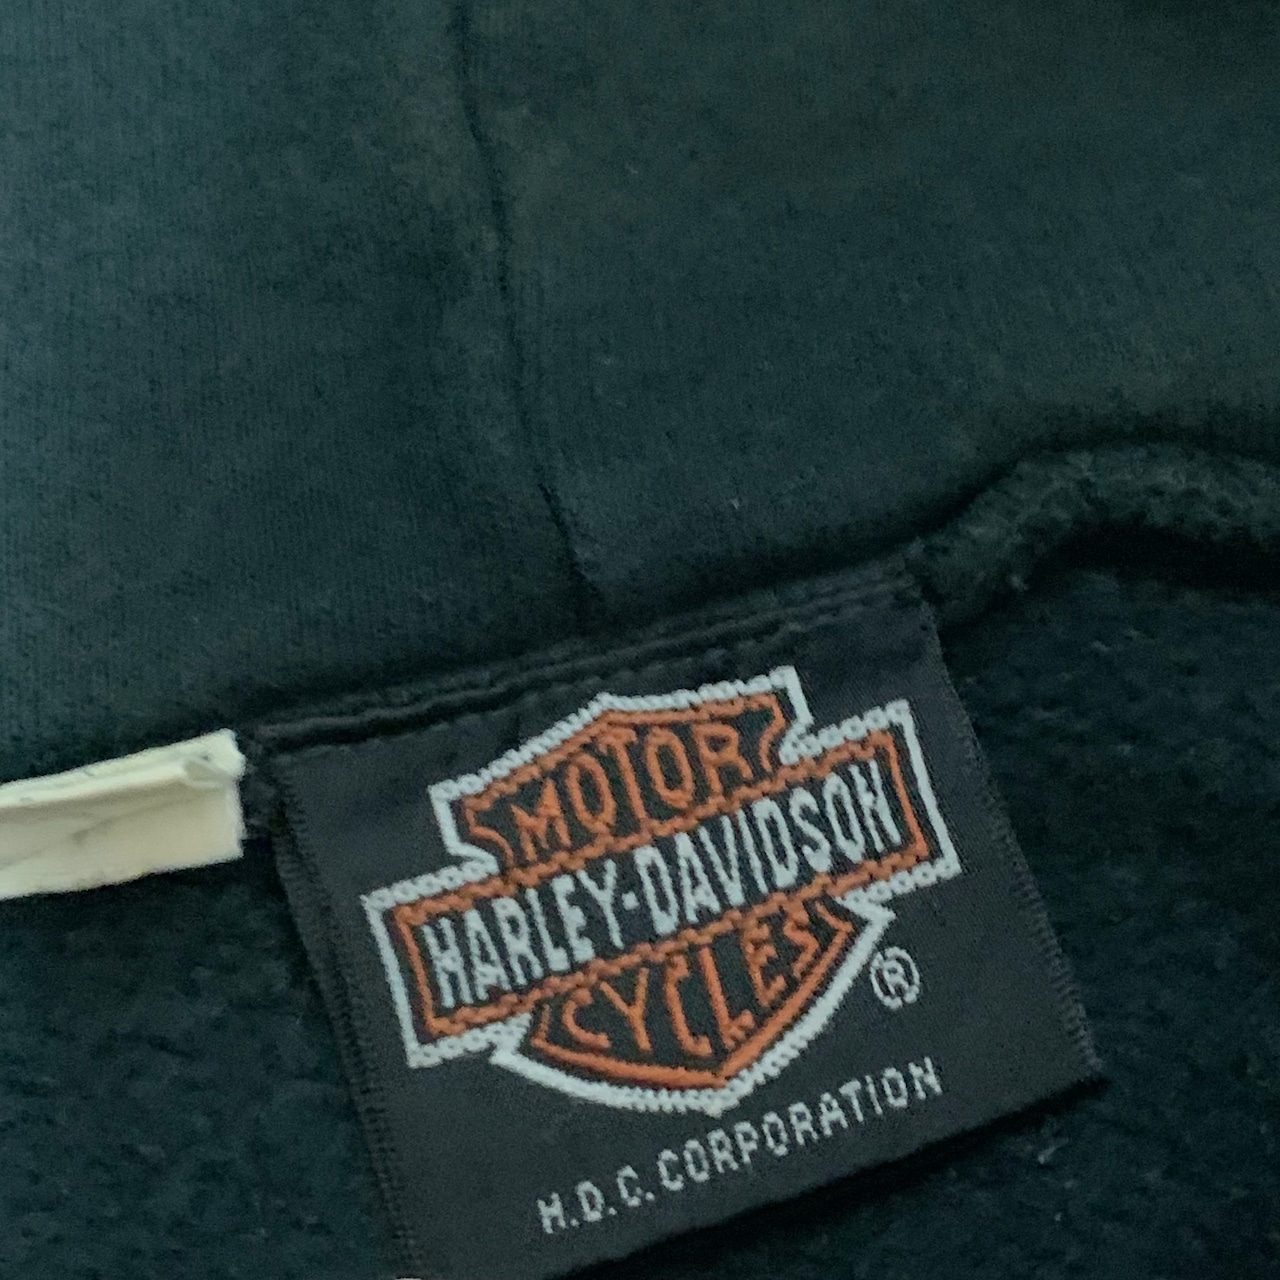 MOTOR
HARLEY-DAVIDSON
CYCLES
®
H.D.C. CORPORATION